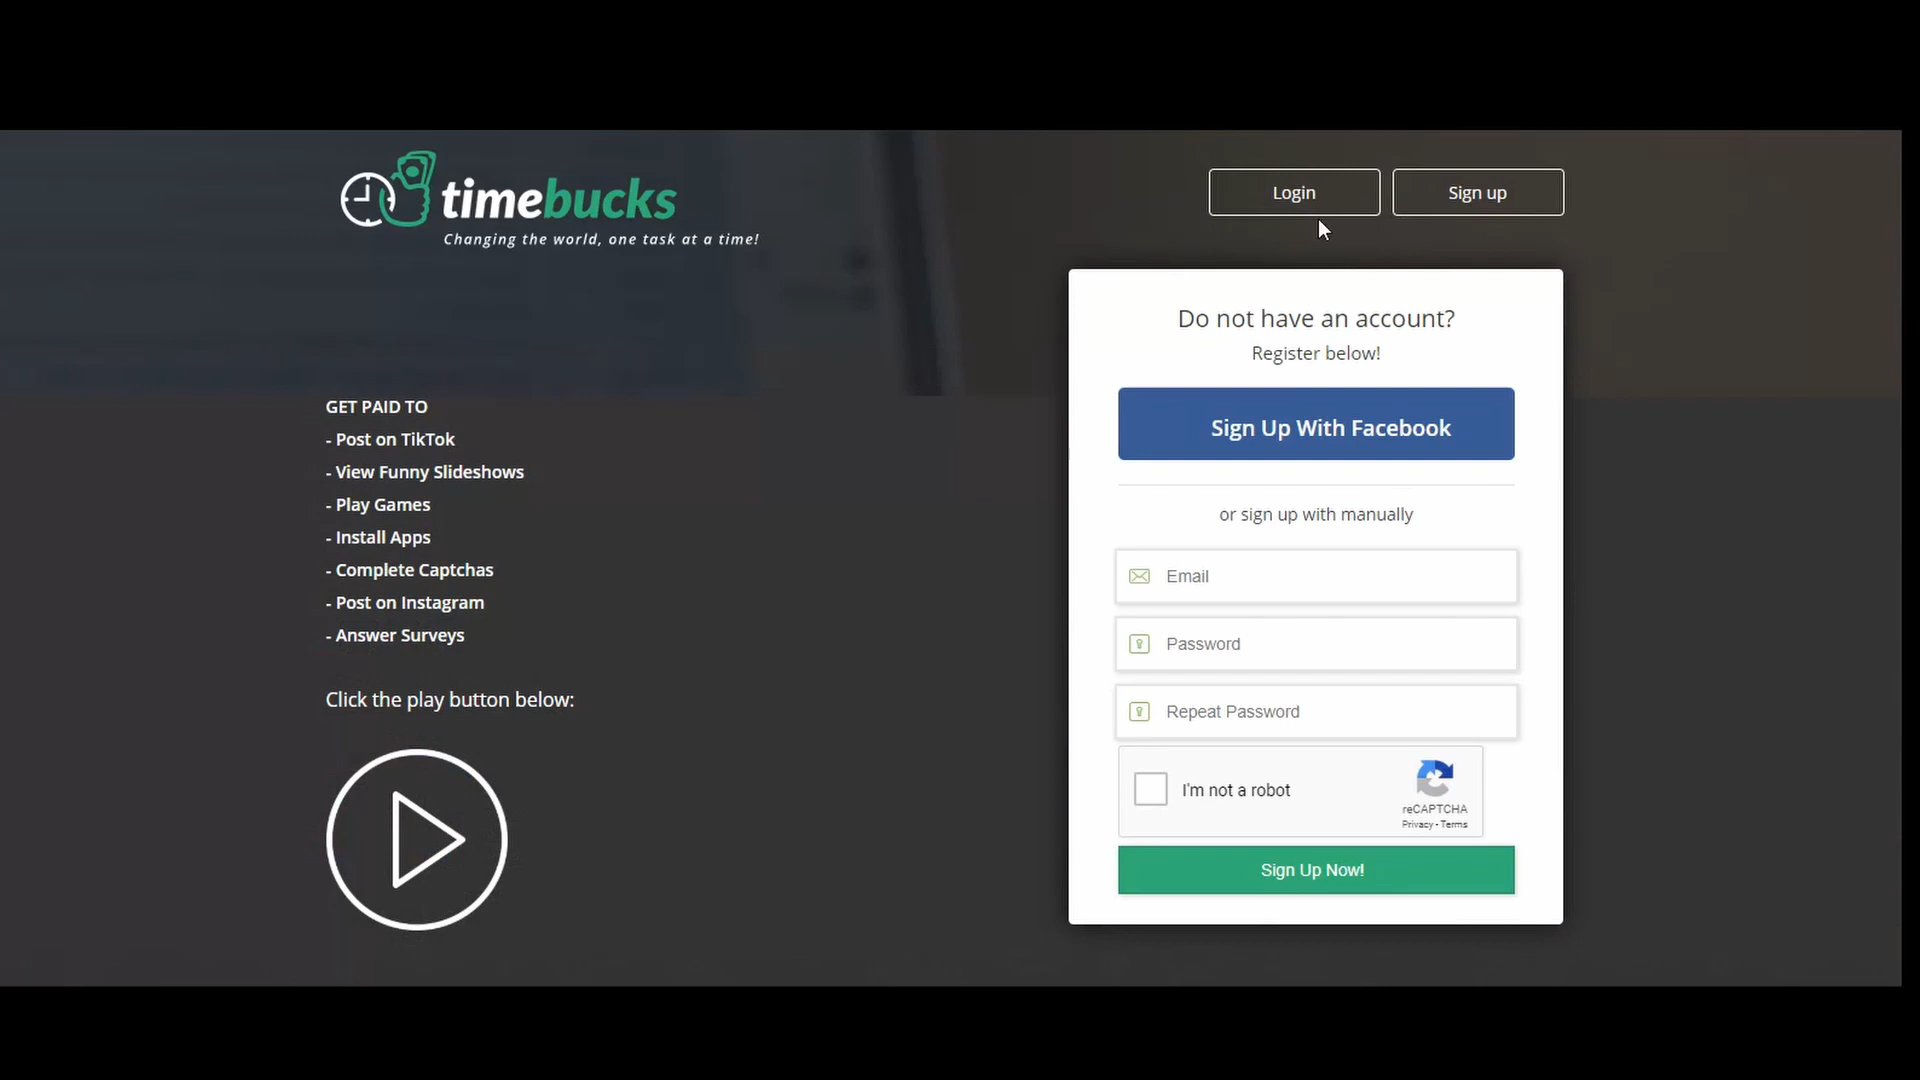 timebucks
Changing the world, one task at a time!
Login
Sign up
Do not have an account?
Register below!
Sign Up With Facebook
or sign up with manually
Email
Password
Repeat Password
I'm not a robot
reCAPTCHA
Privacy - Terms
Sign Up Now!
GET PAID TO
- Post on TikTok
- View Funny Slideshows
- Play Games
- Install Apps
- Complete Captchas
- Post on Instagram
- Answer Surveys
Click the play button below: